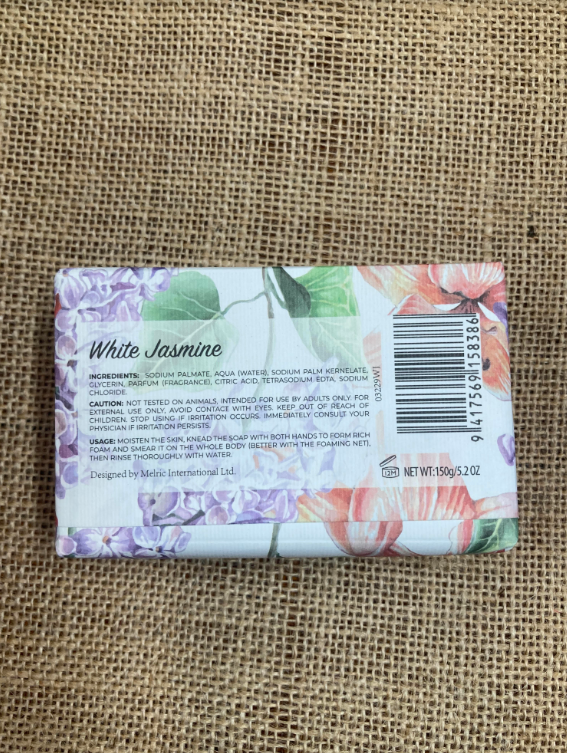 White Jasmine
INGREDIENTS: SODIUM PALMATE, AQUA (WATER), SODIUM PALM KERNELATE,
GLYCERIN, PARFUM (FRAGRANCE), CITRIC ACID, TETRASODIUM EDTA, SODIUM
CHLORIDE.
CAUTION: NOT TESTED ON ANIMALS, INTENDED FOR USE BY ADULTS ONLY. FOR
EXTERNAL USE ONLY, AVOID CONTACE WITH EYES. KEEP OUT OF REACH OF
CHILDREN. STOP USING IF IRRITATION OCCURS. IMMEDIATELY CONSULT YOUR
PHYSICIAN IF IRRITATION PERSISTS.
USAGE: MOISTEN THE SKIN, KNEAD THE SOAP WITH BOTH HANDS TO FORM RICH
FOAM AND SMEAR IT ON THE WHOLE BODY (BETTER WITH THE FOAMING NET),
THEN RINSE THOROUGHLY WITH WATER.
Designed by Melric International Ltd.
03229WJ
9 417569 158386
12M
NET WT:150g/5.2 OZ